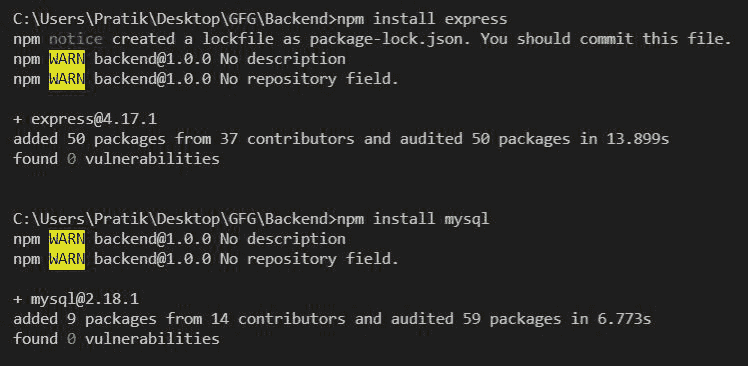 C:\Users\Pratik\Desktop\GFG\Backend>npm install express
npm notice created a lockfile as package-lock.json. You should commit this file.
npm WARN backend@1.0.0 No description
npm WARN backend@1.0.0 No repository field.
+ express@4.17.1
added 50 packages from 37 contributors and audited 50 packages in 13.899s
found 0 vulnerabilities
C:\Users\Pratik\Desktop\GFG\Backend>npm install mysql
npm WARN backend@1.0.0 No description
npm WARN backend@1.0.0 No repository field.
+ mysql@2.18.1
added 9 packages from 14 contributors and audited 59 packages in 6.773s
found 0 vulnerabilities